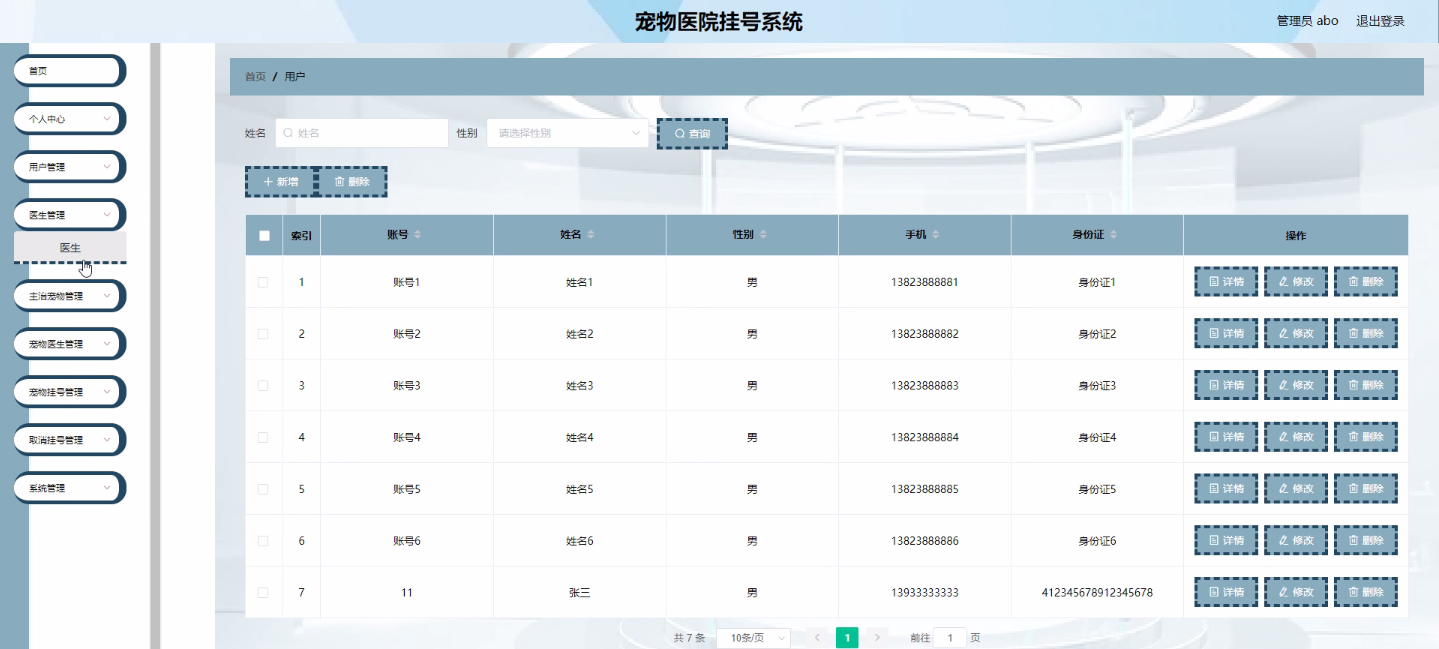 宠物医院挂号系统
管理员 abo 退出登录
首页
个人中心
用户管理
医生管理
医生
主治宠物管理
宠物医生管理
宠物挂号管理
取消挂号管理
系统管理
首页 / 用户
姓名 姓名 性别 请选择性别 查询
新增 删除
索引 账号 姓名 性别 手机 身份证 操作
1 账号1 姓名1 男 13823888881 身份证1 详情 修改 删除
2 账号2 姓名2 男 13823888882 身份证2 详情 修改 删除
3 账号3 姓名3 男 13823888883 身份证3 详情 修改 删除
4 账号4 姓名4 男 13823888884 身份证4 详情 修改 删除
5 账号5 姓名5 男 13823888885 身份证5 详情 修改 删除
6 账号6 姓名6 男 13823888886 身份证6 详情 修改 删除
7 11 张三 男 13933333333 412345678912345678 详情 修改 删除
共 7 条 10条/页 1 前往 1 页